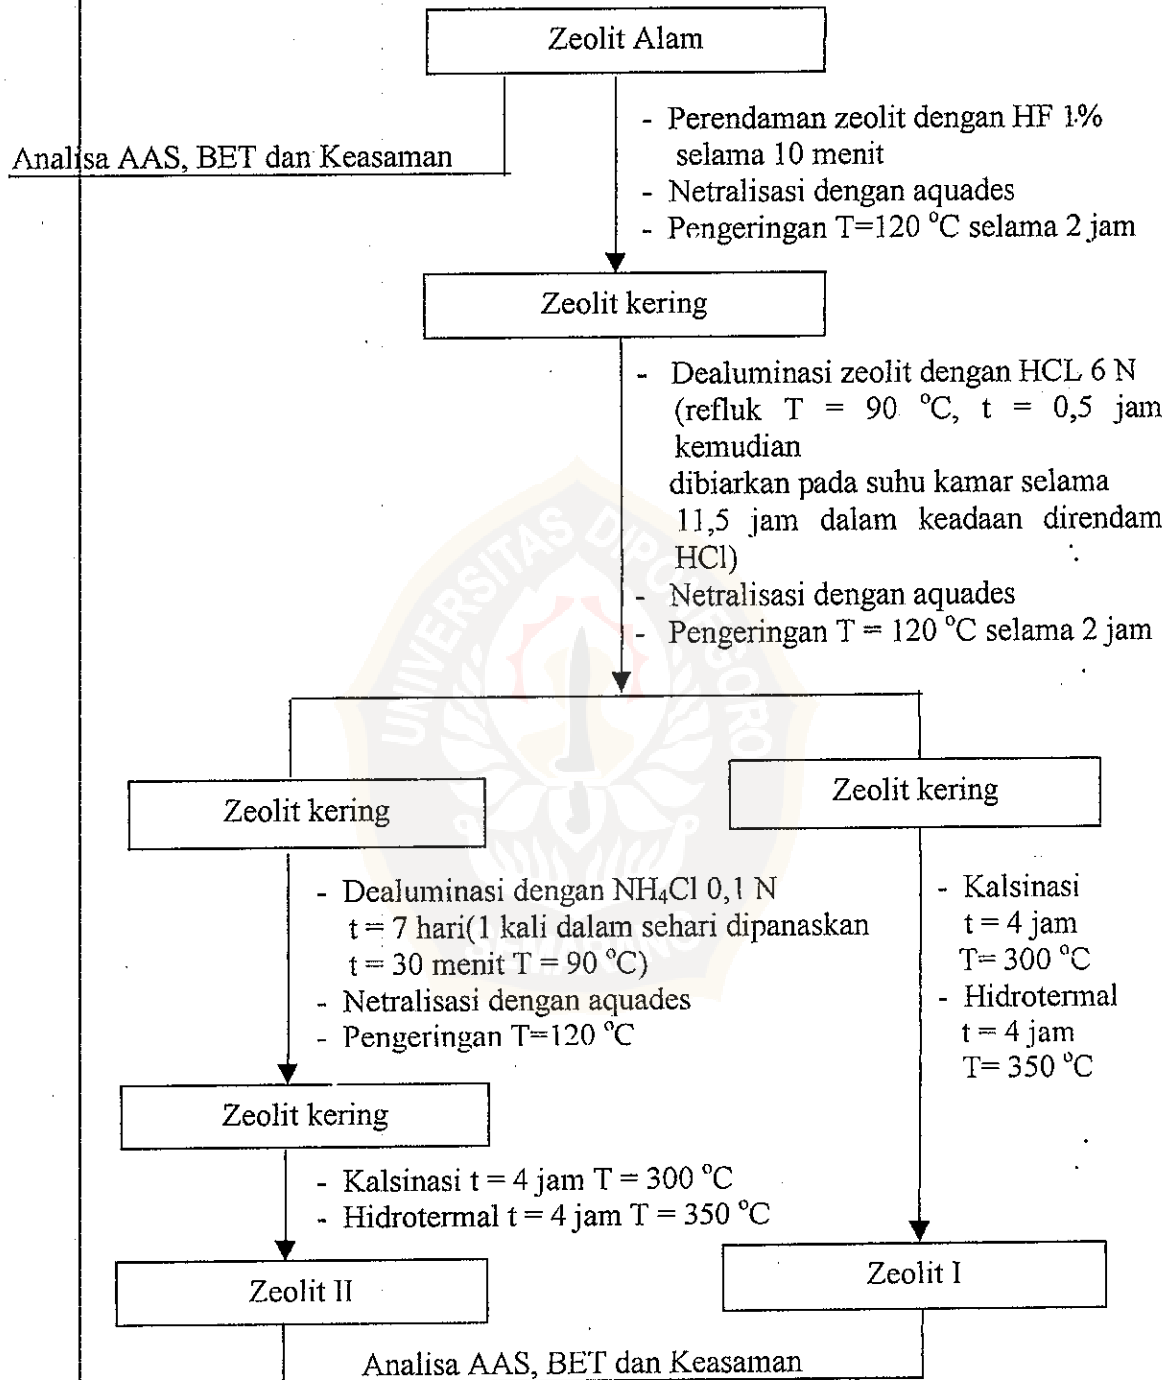 Zeolit Alam
- Perendaman zeolit dengan HF 1%
selama 10 menit
Analisa AAS, BET dan Keasaman
- Netralisasi dengan aquades
- Pengeringan T=120 °C selama 2 jam
Zeolit kering
- Dealuminasi zeolit dengan HCL 6 N
(refluk T = 90 °C, t = 0,5 jam
kemudian
dibiarkan pada suhu kamar selama
11,5 jam dalam keadaan direndam
HCl)
- Netralisasi dengan aquades
- Pengeringan T = 120 °C selama 2 jam
UNIVERSITAS DIPONEGORO
SEMARANG
Zeolit kering
- Dealuminasi dengan NH₄Cl 0,1 N
t = 7 hari(1 kali dalam sehari dipanaskan
t = 30 menit T = 90 °C)
- Netralisasi dengan aquades
- Pengeringan T=120 °C
Zeolit kering
- Kalsinasi t = 4 jam T = 300 °C
- Hidrotermal t = 4 jam T = 350 °C
Zeolit II
Zeolit kering
- Kalsinasi
t = 4 jam
T= 300 °C
- Hidrotermal
t = 4 jam
T= 350 °C
Zeolit I
Analisa AAS, BET dan Keasaman